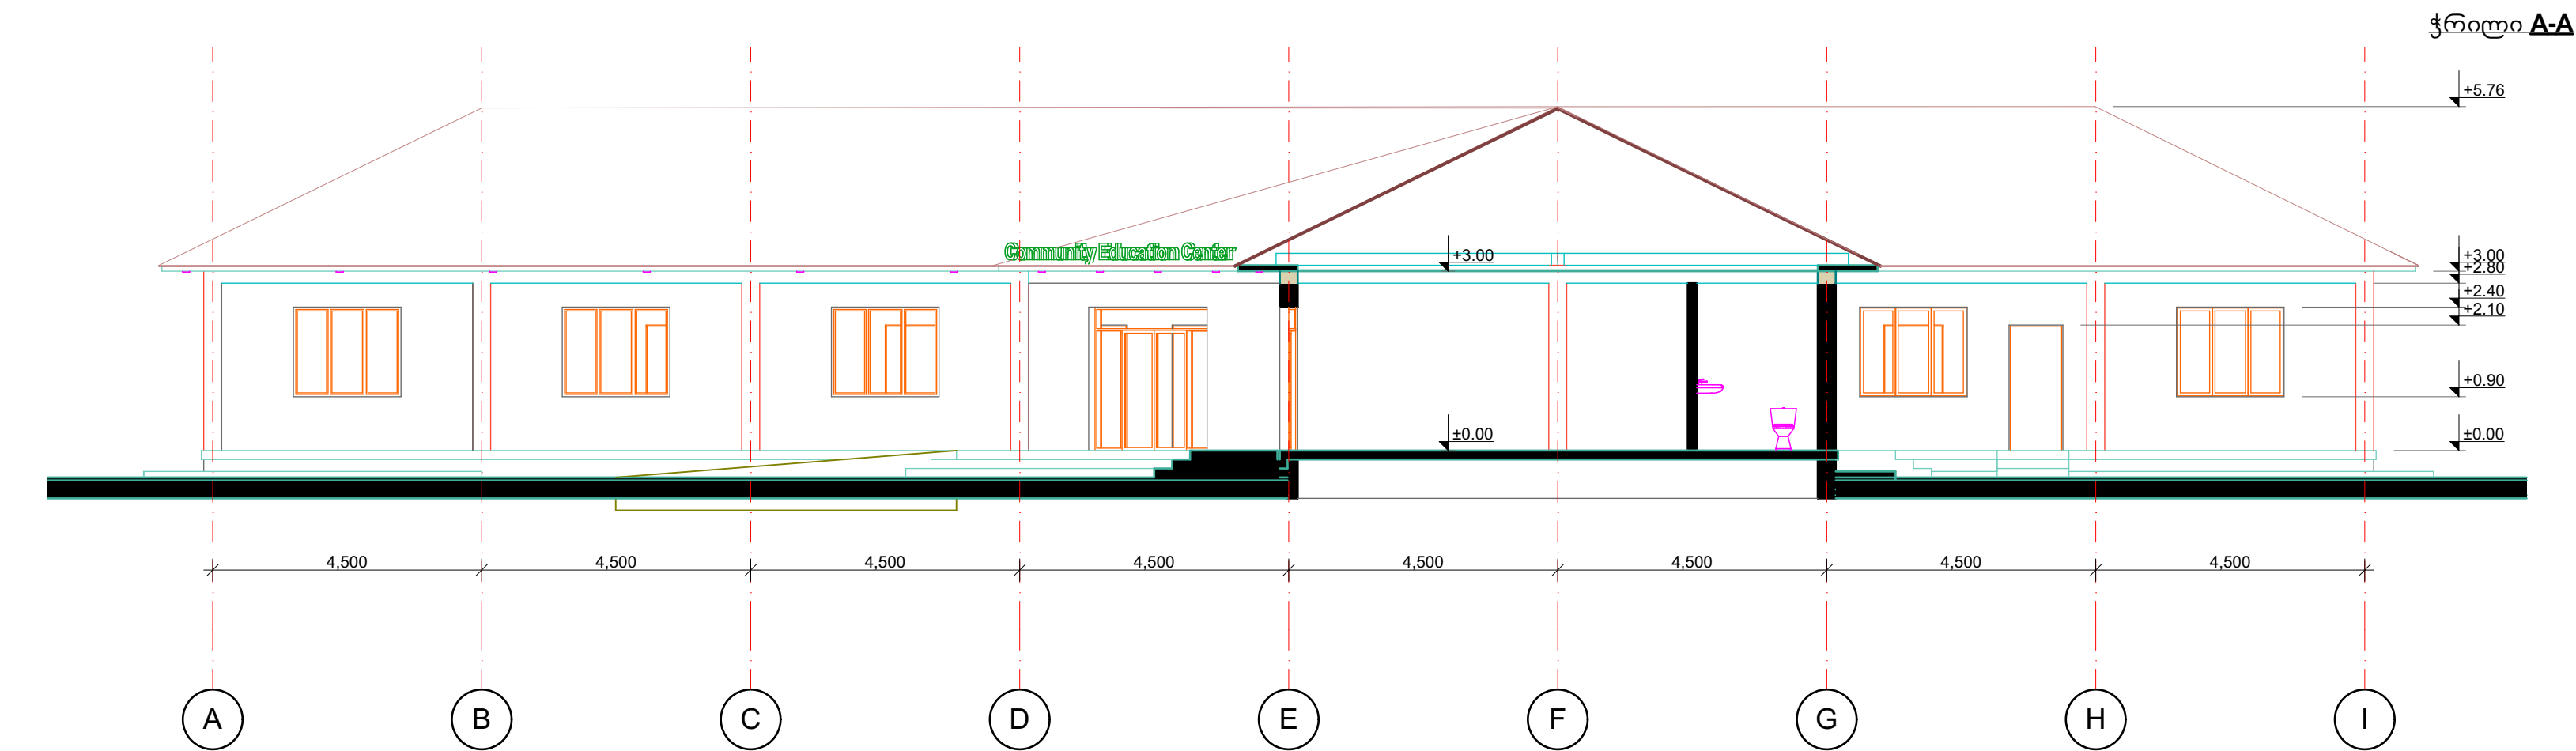 ჭრილი A-A
+5.76
Community Education Center
+3.00
+3.00
+2.80
+2.40
+2.10
+0.90
±0.00
±0.00
4,500 4,500 4,500 4,500 4,500 4,500 4,500 4,500
A B C D E F G H I